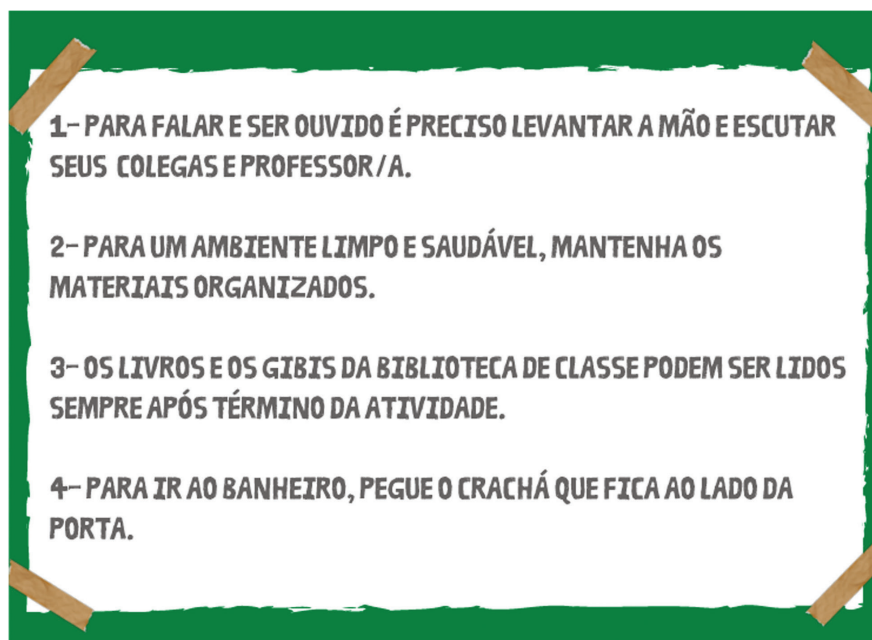 1- PARA FALAR E SER OUVIDO É PRECISO LEVANTAR A MÃO E ESCUTAR
SEUS COLEGAS E PROFESSOR/A.
2- PARA UM AMBIENTE LIMPO E SAUDÁVEL, MANTENHA OS
MATERIAIS ORGANIZADOS.
3- OS LIVROS E OS GIBIS DA BIBLIOTECA DE CLASSE PODEM SER LIDOS
SEMPRE APÓS TÉRMINO DA ATIVIDADE.
4- PARA IR AO BANHEIRO, PEGUE O CRACHÁ QUE FICA AO LADO DA
PORTA.